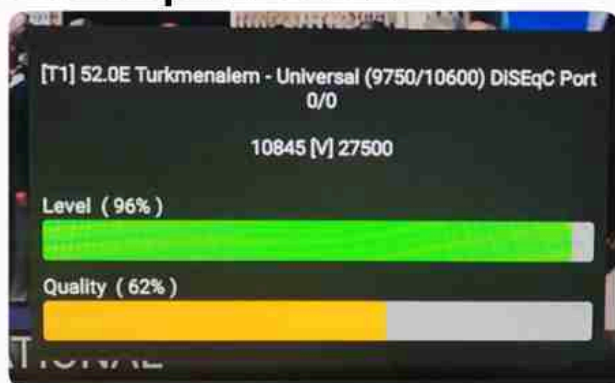 [T1] 52.0E Turkmenalem - Universal (9750/10600) DiSEqC Port
0/0
10845 [V] 27500
Level ( 96% )
Quality ( 62% )